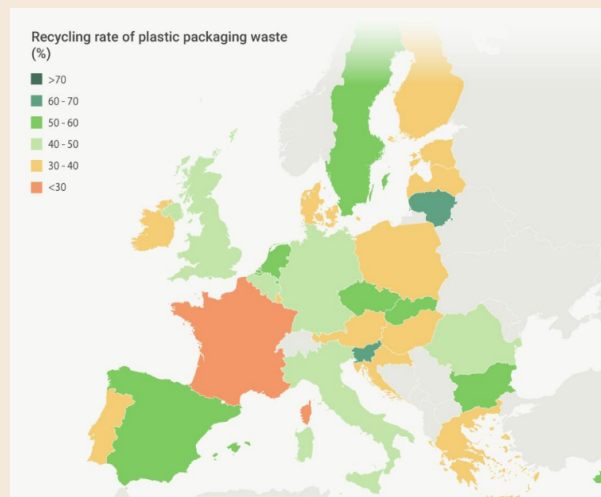 Recycling rate of plastic packaging waste
(%)
>70
60 - 70
50 - 60
40 - 50
30 - 40
<30